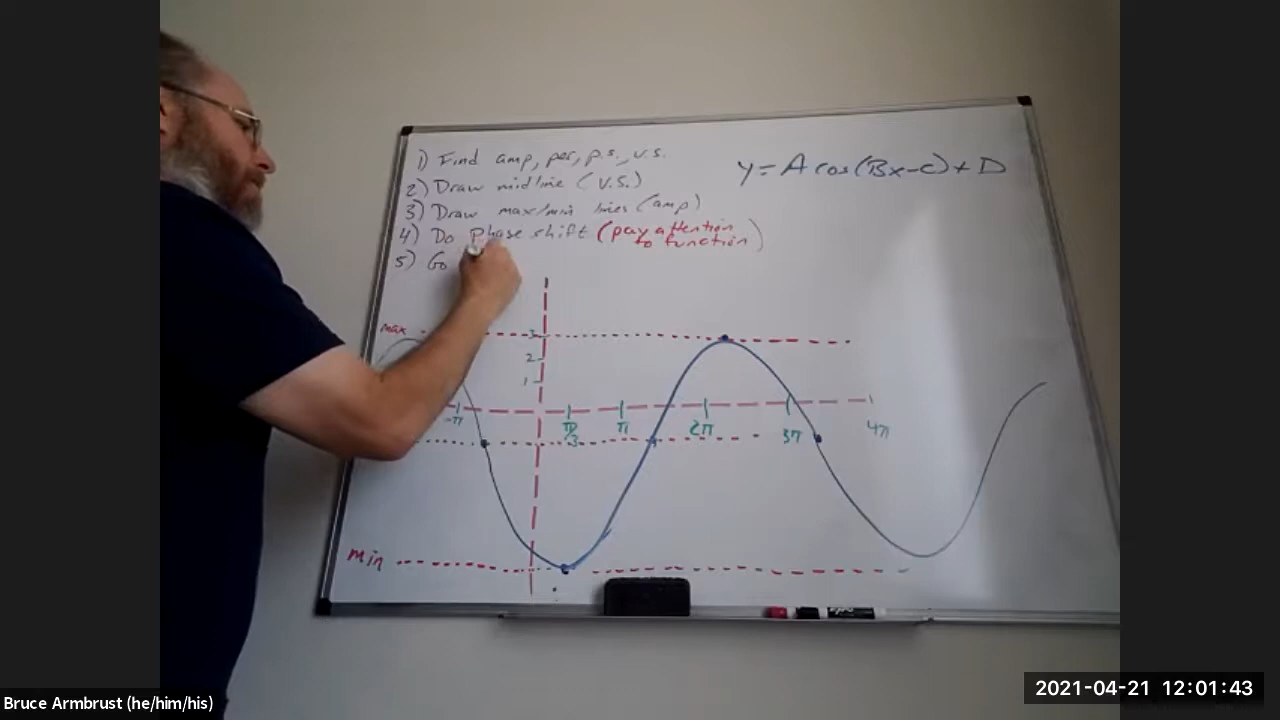 1) Find amp, per, p.s., v.s.
y = A cos(Bx-C) + D
2) Draw midline (v.s.)
3) Draw max/min lines (amp)
4) Do Phase shift (pay attention
to function)
5) Go
max
3
2
1
-π
π/3
π
2π
3π
4π
min
expo
Bruce Armbrust (he/him/his)
2021-04-21 12:01:43